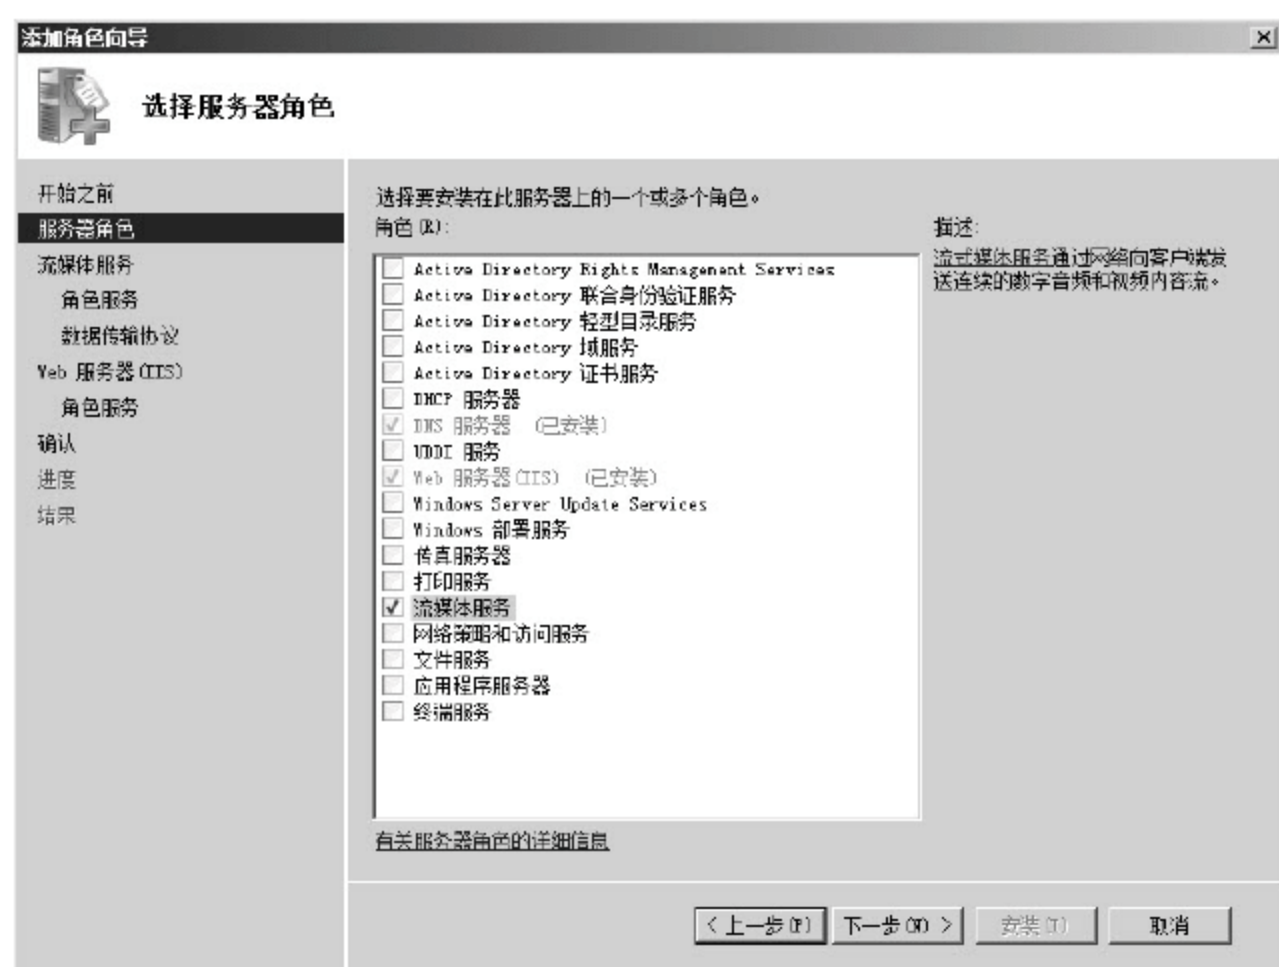 添加角色向导
选择服务器角色
开始之前
服务器角色
流媒体服务
角色服务
数据传输协议
Web 服务器(IIS)
角色服务
确认
进度
结果
选择要安装在此服务器上的一个或多个角色。
角色(R):
Active Directory Rights Management Services
Active Directory 联合身份验证服务
Active Directory 轻型目录服务
Active Directory 域服务
Active Directory 证书服务
DHCP 服务器
DNS 服务器 (已安装)
UDDI 服务
Web 服务器(IIS) (已安装)
Windows Server Update Services
Windows 部署服务
传真服务器
打印服务
流媒体服务
网络策略和访问服务
文件服务
应用程序服务器
终端服务
有关服务器角色的详细信息
描述:
流式媒体服务通过网络向客户端发
送连续的数字音频和视频内容流。
< 上一步(P)
下一步(N) >
安装(I)
取消